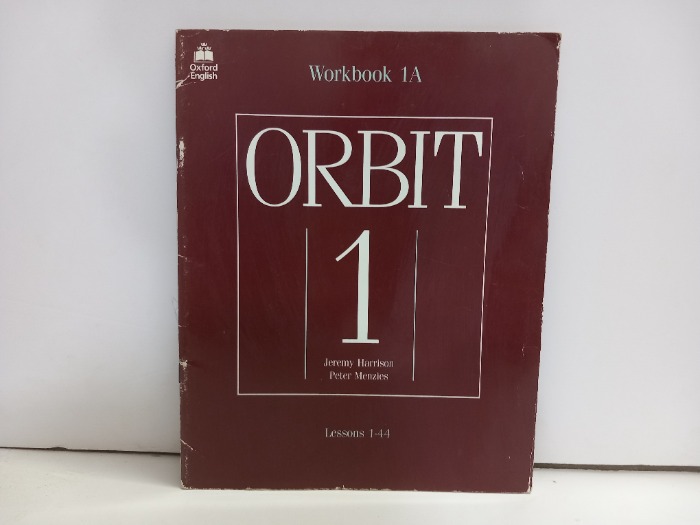 Oxford
English
Workbook 1A
ORBIT
1
Jeremy Harrison
Peter Menzies
Lessons 1-44